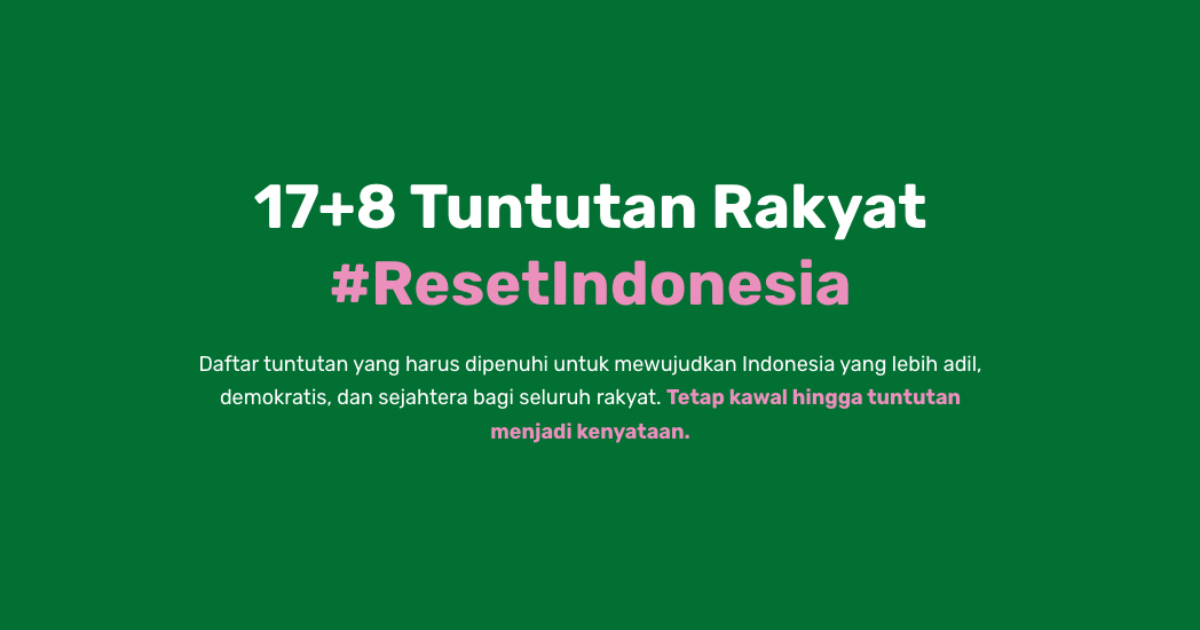 17+8 Tuntutan Rakyat
#ResetIndonesia
Daftar tuntutan yang harus dipenuhi untuk mewujudkan Indonesia yang lebih adil,
demokratis, dan sejahtera bagi seluruh rakyat. Tetap kawal hingga tuntutan
menjadi kenyataan.